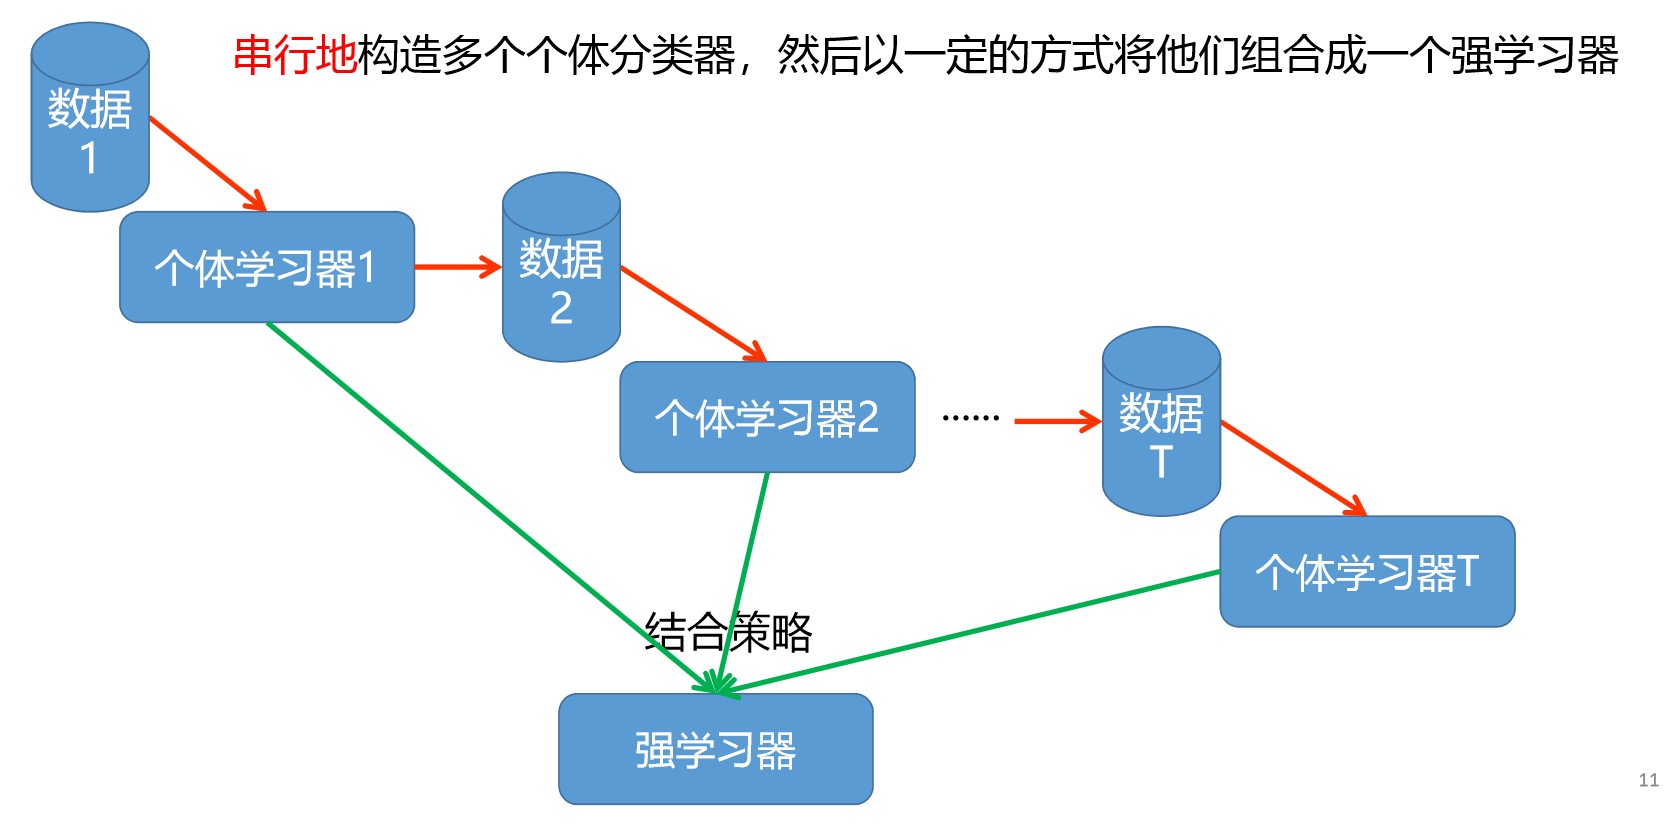 串行地构造多个个体分类器，然后以一定的方式将他们组合成一个强学习器
数据
1
个体学习器1
数据
2
个体学习器2
……
数据
T
个体学习器T
结合策略
强学习器
11